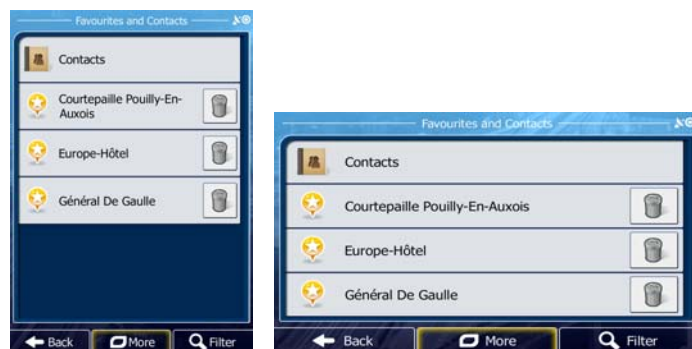 Favourites and Contacts
Contacts
Courtepaille Pouilly-En-
Auxois
Europe-Hôtel
Général De Gaulle
Back More Filter
Favourites and Contacts
Contacts
Courtepaille Pouilly-En-Auxois
Europe-Hôtel
Général De Gaulle
Back More Filter